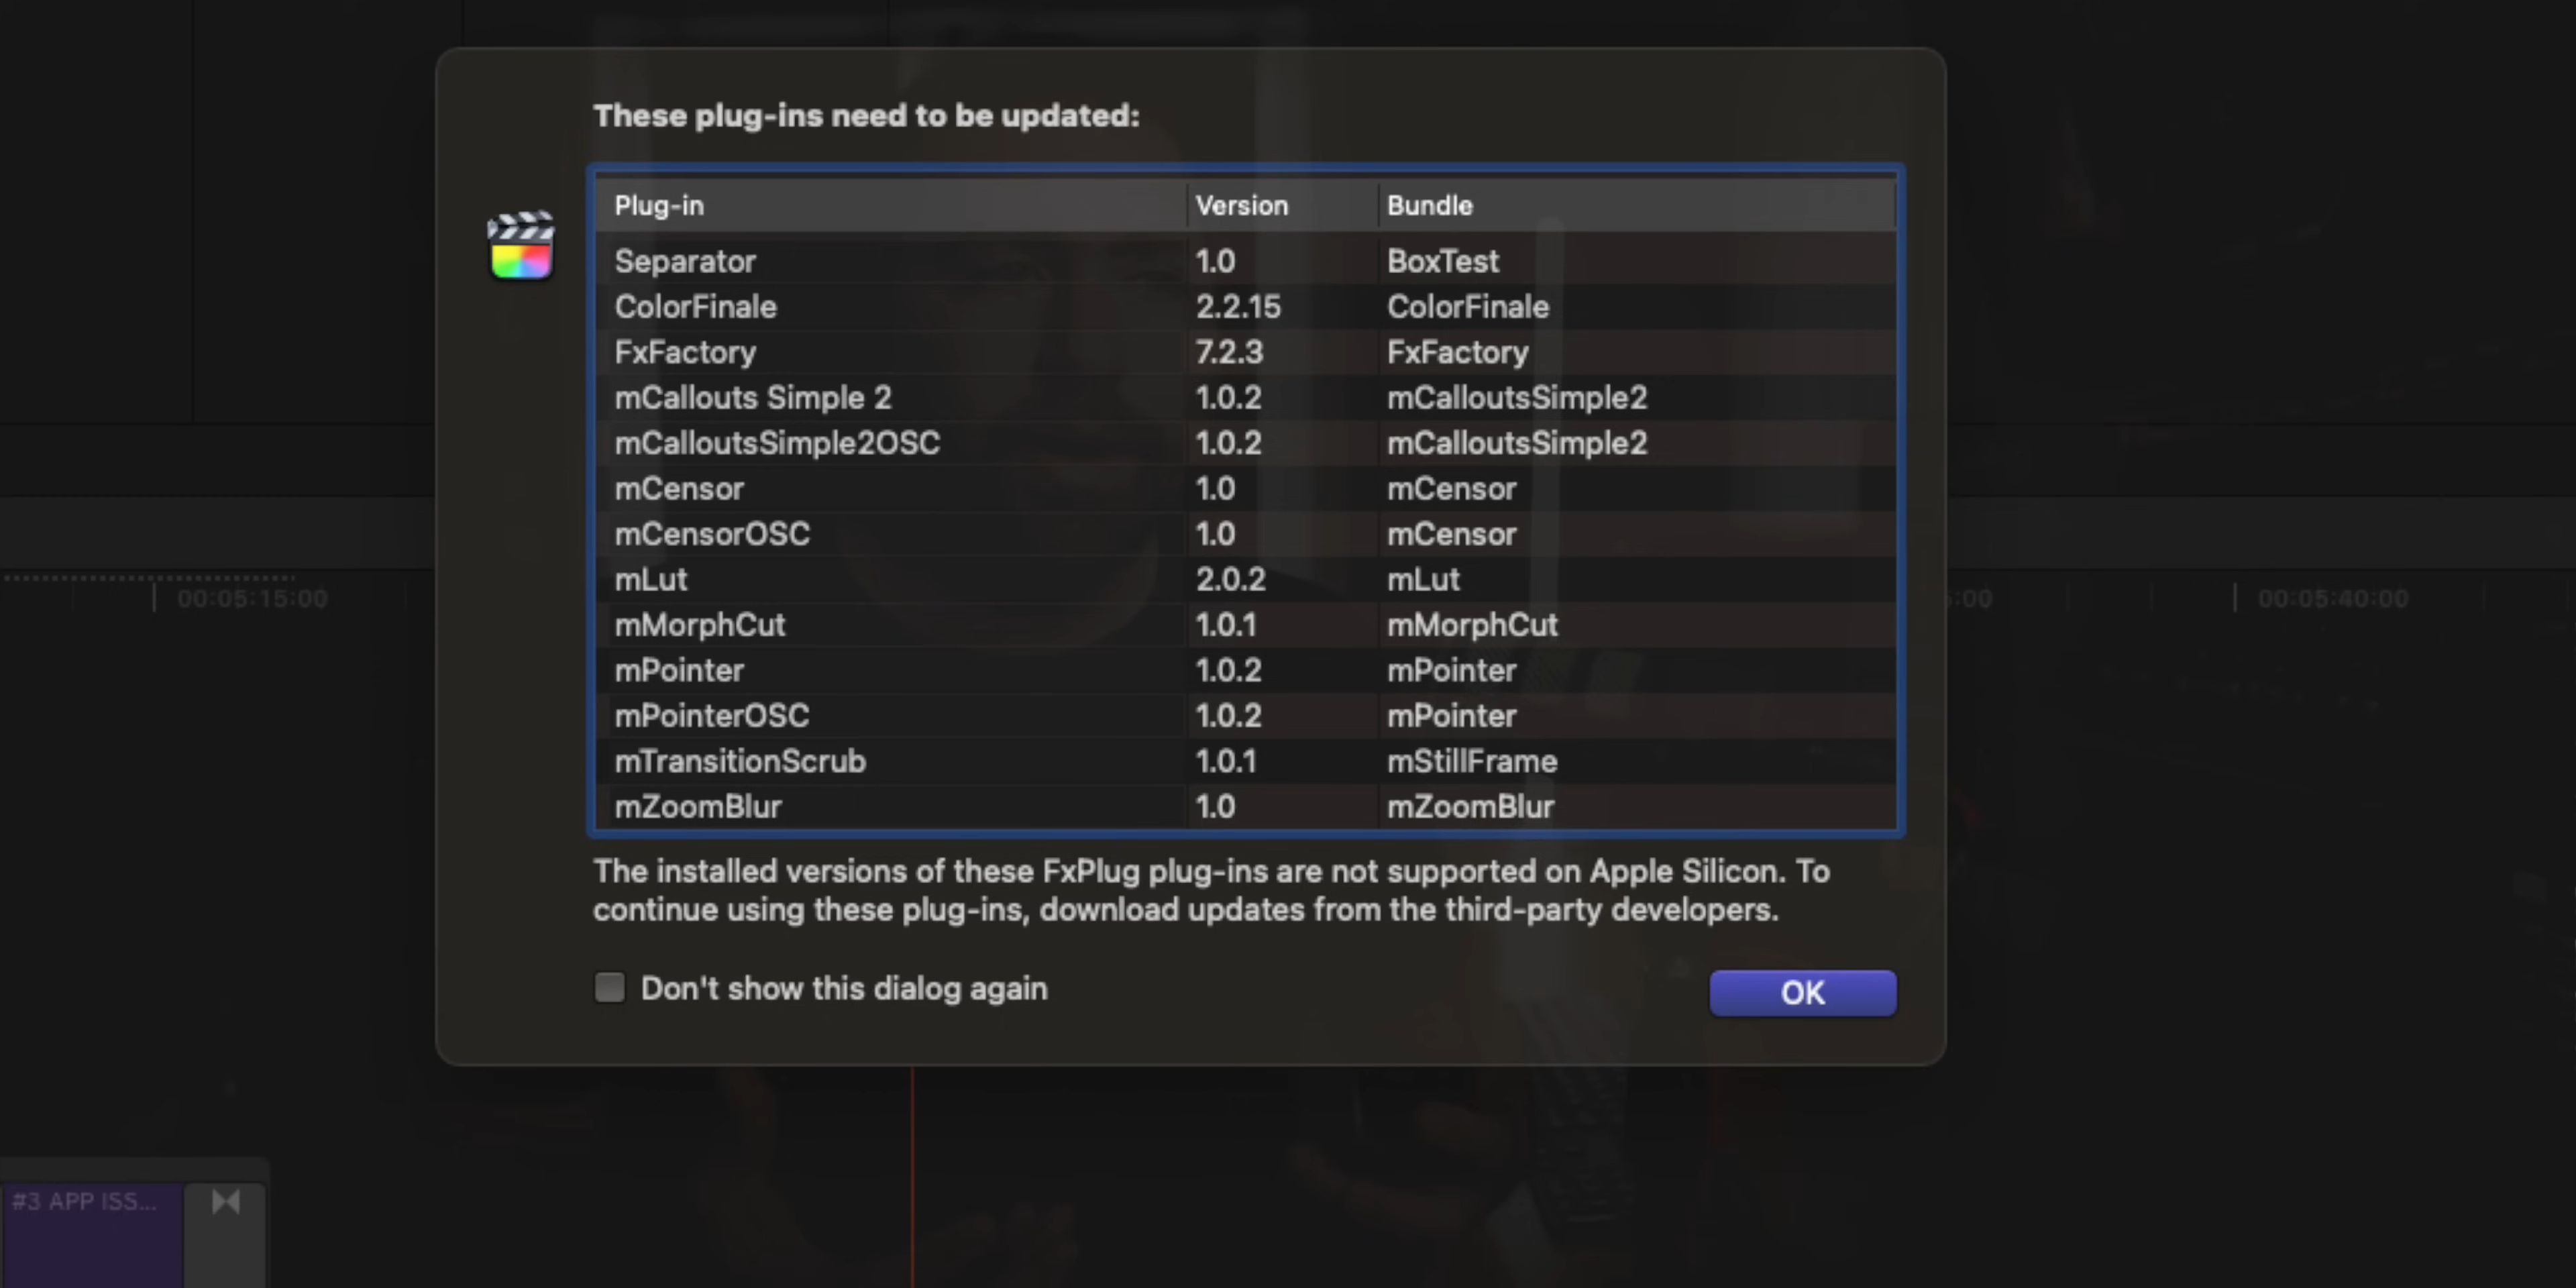 These plug-ins need to be updated:
Plug-in Version Bundle
Separator 1.0 BoxTest
ColorFinale 2.2.15 ColorFinale
FxFactory 7.2.3 FxFactory
mCallouts Simple 2 1.0.2 mCalloutsSimple2
mCalloutsSimple2OSC 1.0.2 mCalloutsSimple2
mCensor 1.0 mCensor
mCensorOSC 1.0 mCensor
mLut 2.0.2 mLut
mMorphCut 1.0.1 mMorphCut
mPointer 1.0.2 mPointer
mPointerOSC 1.0.2 mPointer
mTransitionScrub 1.0.1 mStillFrame
mZoomBlur 1.0 mZoomBlur
The installed versions of these FxPlug plug-ins are not supported on Apple Silicon. To
continue using these plug-ins, download updates from the third-party developers.
Don't show this dialog again
OK
00:05:15:00
5:00
00:05:40:00
#3 APP ISS...